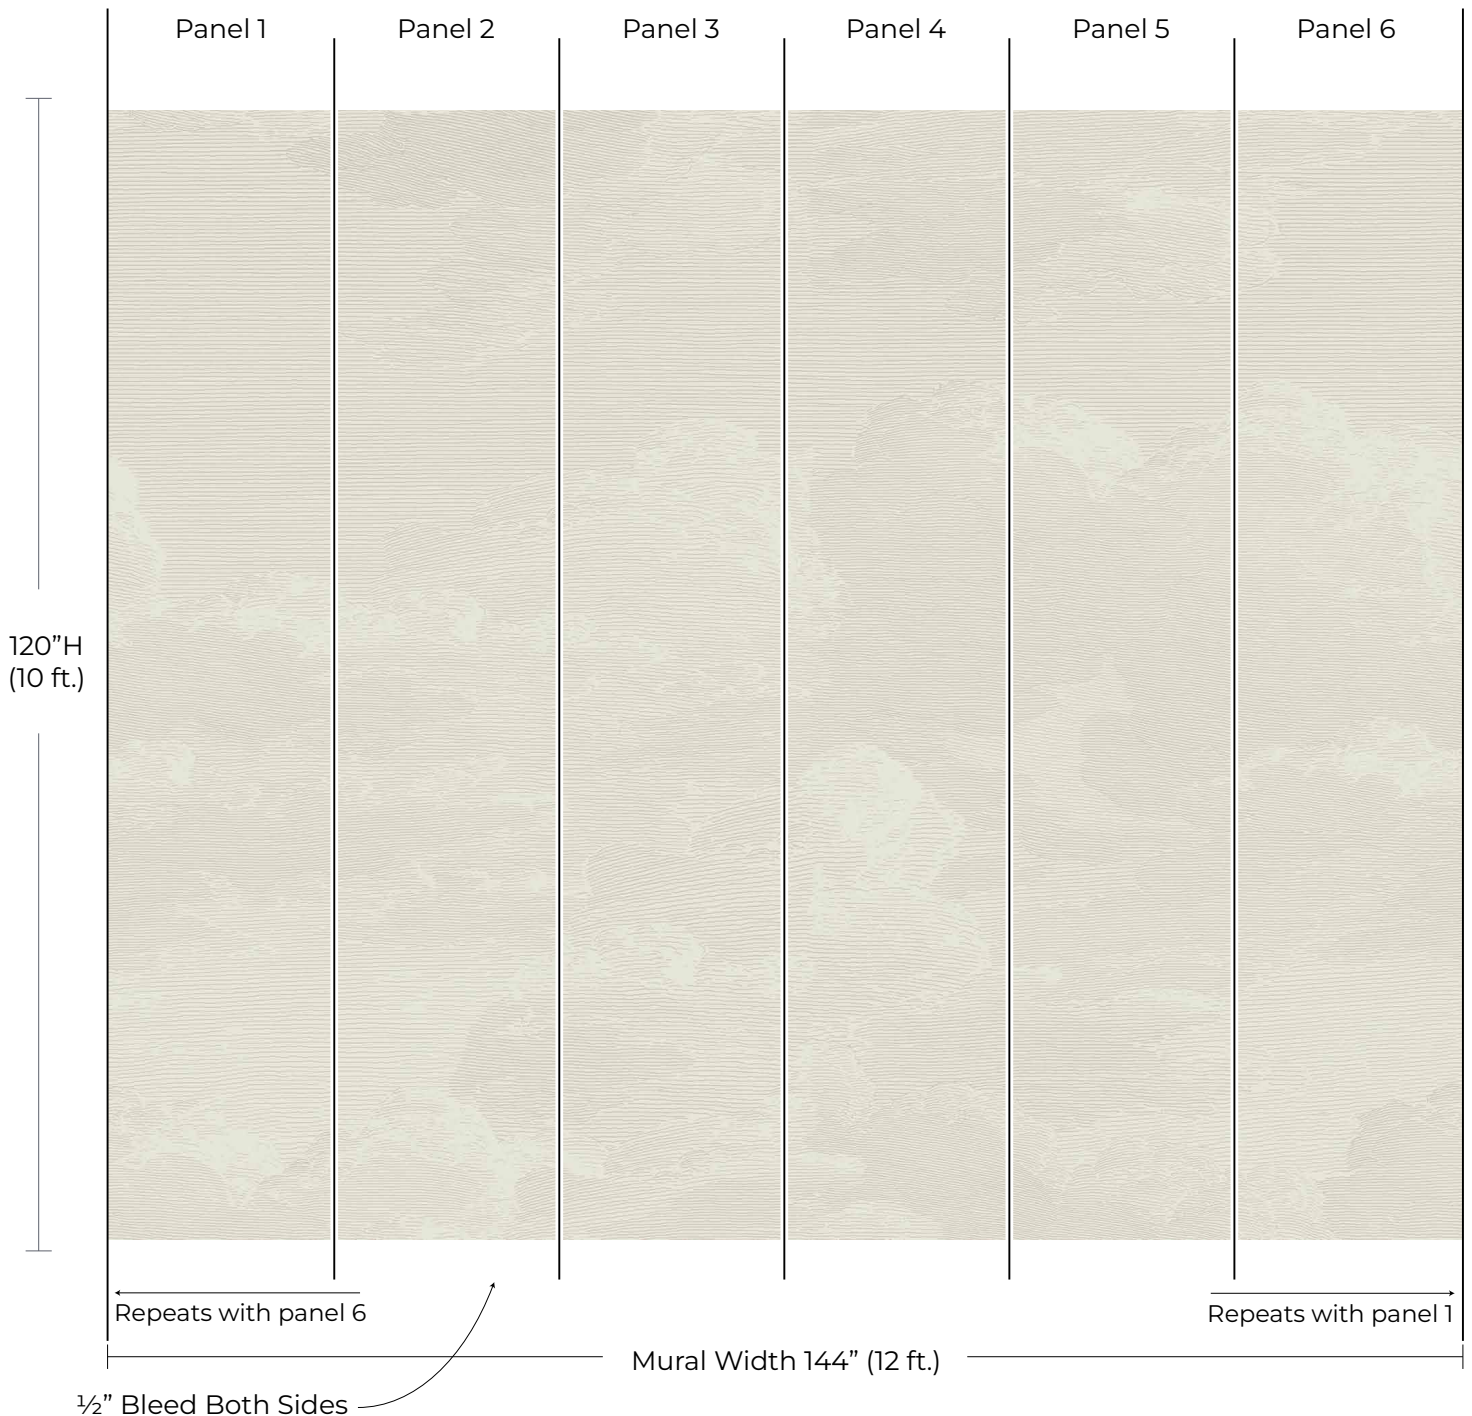 Panel 1
Panel 2
Panel 3
Panel 4
Panel 5
Panel 6
120”H
(10 ft.)
Repeats with panel 6
Repeats with panel 1
Mural Width 144” (12 ft.)
½” Bleed Both Sides